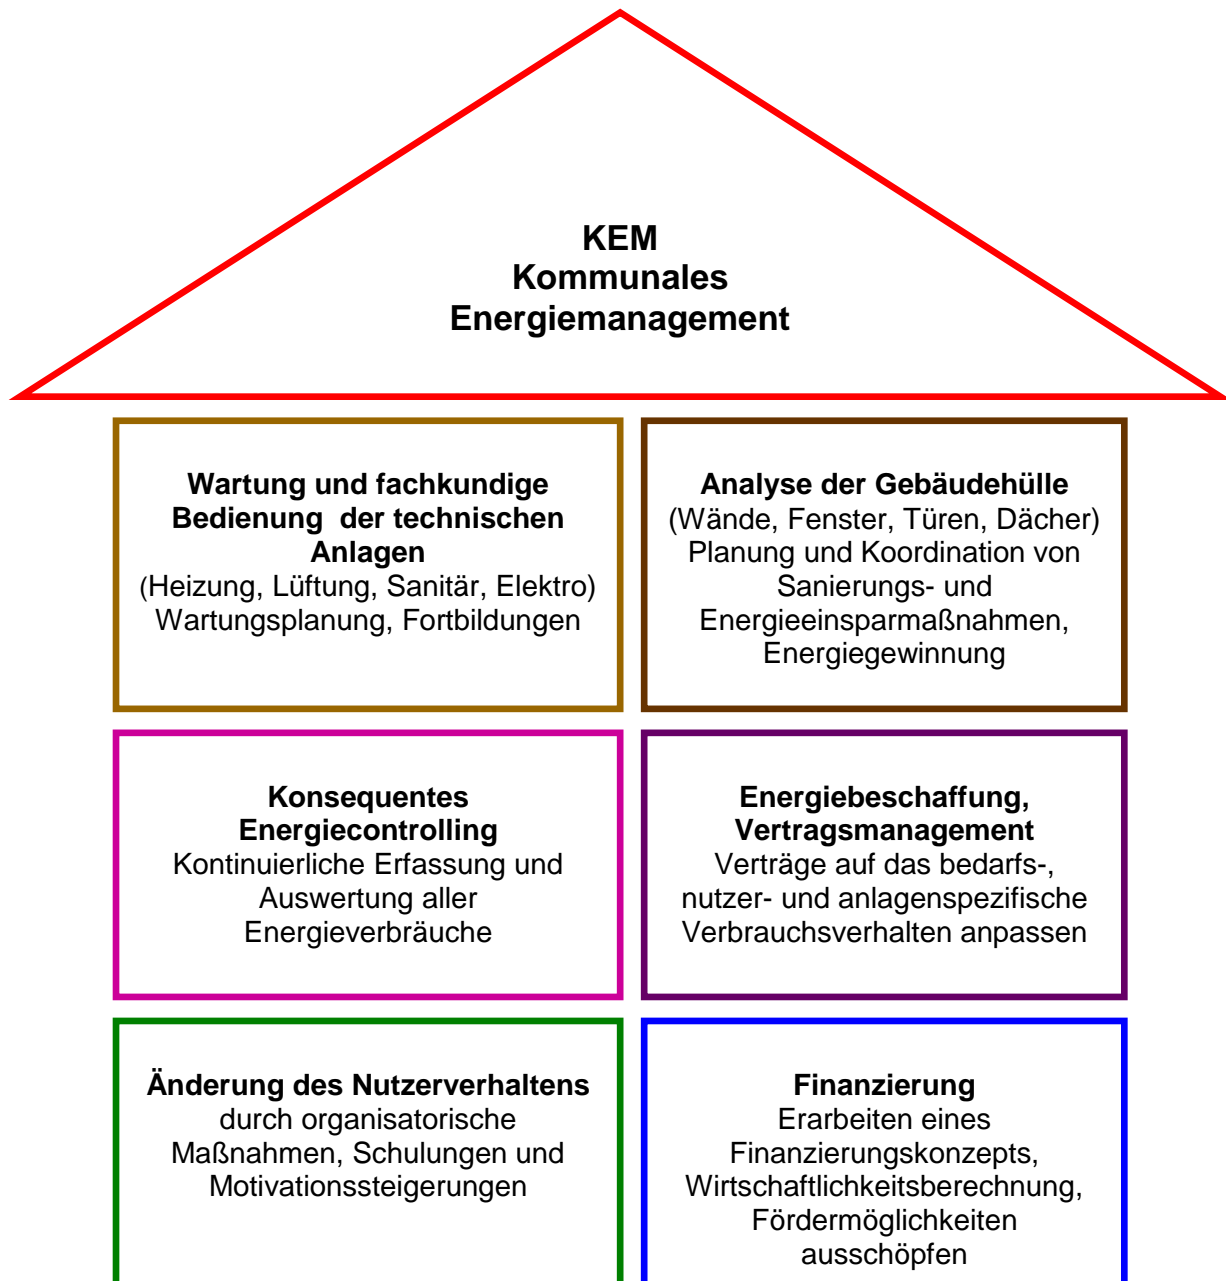 KEM
Kommunales
Energiemanagement
Wartung und fachkundige
Bedienung der technischen
Anlagen
(Heizung, Lüftung, Sanitär, Elektro)
Wartungsplanung, Fortbildungen
Analyse der Gebäudehülle
(Wände, Fenster, Türen, Dächer)
Planung und Koordination von
Sanierungs- und
Energieeinsparmaßnahmen,
Energiegewinnung
Konsequentes
Energiecontrolling
Kontinuierliche Erfassung und
Auswertung aller
Energieverbräuche
Energiebeschaffung,
Vertragsmanagement
Verträge auf das bedarfs-,
nutzer- und anlagenspezifische
Verbrauchsverhalten anpassen
Änderung des Nutzerverhaltens
durch organisatorische
Maßnahmen, Schulungen und
Motivationssteigerungen
Finanzierung
Erarbeiten eines
Finanzierungskonzepts,
Wirtschaftlichkeitsberechnung,
Fördermöglichkeiten
ausschöpfen